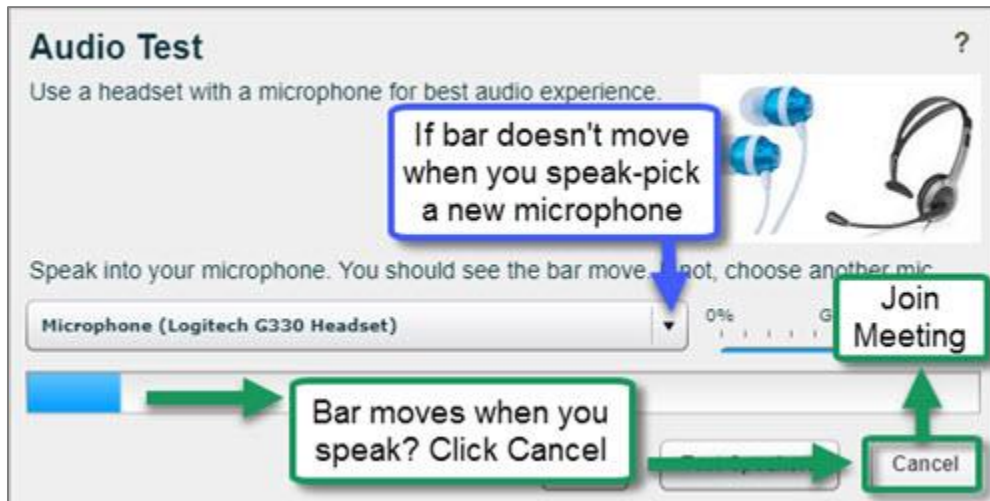 Audio Test
?
Use a headset with a microphone for best audio experience.
If bar doesn't move
when you speak-pick
a new microphone
Speak into your microphone. You should see the bar move. not, choose another mic
Microphone (Logitech G330 Headset)
0%
G
Join
Meeting
Bar moves when you
speak? Click Cancel
Cancel